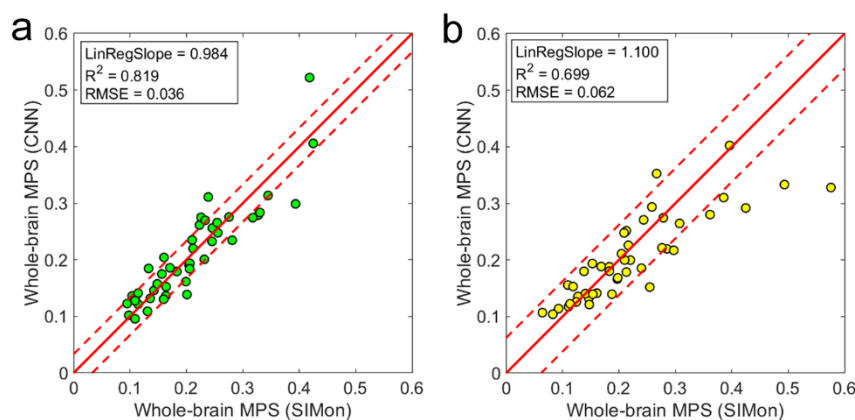 a
LinRegSlope = 0.984
R² = 0.819
RMSE = 0.036
Whole-brain MPS (CNN)
0.6
0.5
0.4
0.3
0.2
0.1
0
0 0.1 0.2 0.3 0.4 0.5 0.6
Whole-brain MPS (SIMon)
b
LinRegSlope = 1.100
R² = 0.699
RMSE = 0.062
Whole-brain MPS (CNN)
0.6
0.5
0.4
0.3
0.2
0.1
0
0 0.1 0.2 0.3 0.4 0.5 0.6
Whole-brain MPS (SIMon)